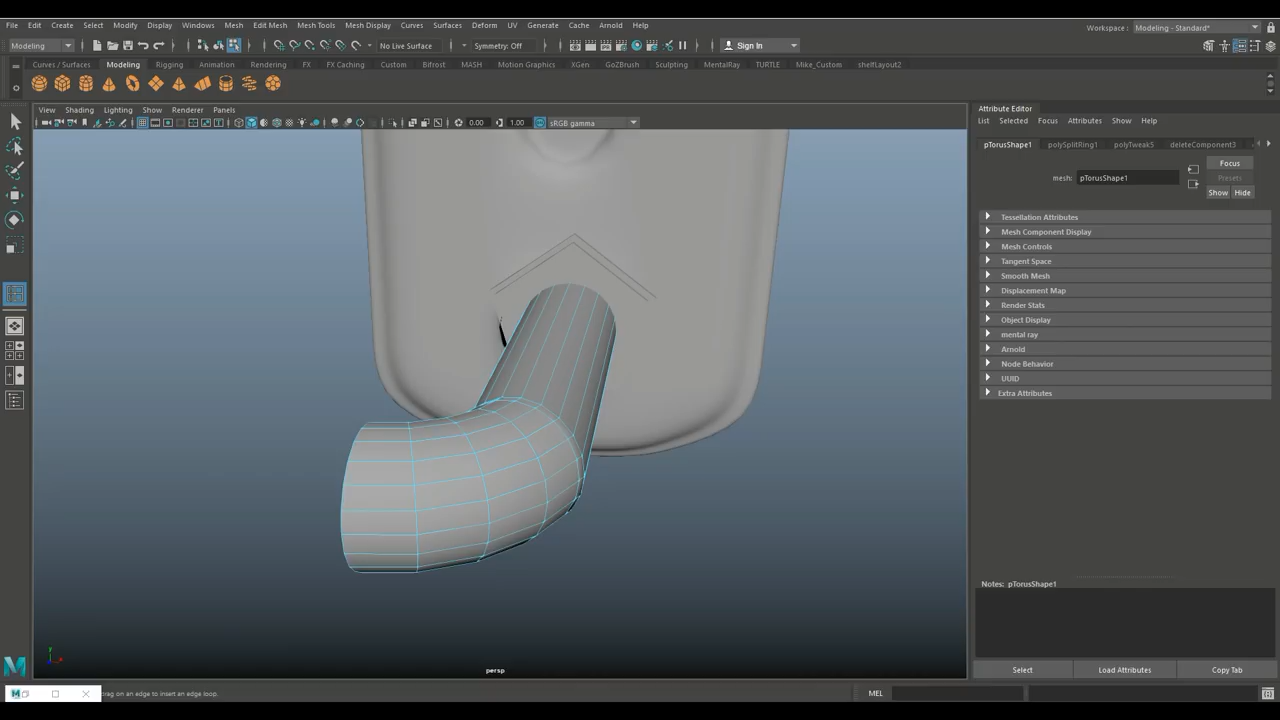 File Edit Create Select Modify Display Windows Mesh Edit Mesh Mesh Tools Mesh Display Curves Surfaces Deform UV Generate Cache Arnold Help
Workspace : Modeling - Standard*
Modeling No Live Surface Symmetry: Off Sign In
Curves / Surfaces Modeling Rigging Animation Rendering FX FX Caching Custom Bifrost MASH Motion Graphics XGen GoZBrush Sculpting MentalRay TURTLE Mike_Custom shelfLayout2
View Shading Lighting Show Renderer Panels
0.00 1.00 sRGB gamma
persp
Attribute Editor
List Selected Focus Attributes Show Help
pTorusShape1 polySplitRing1 polyTweak5 deleteComponent3
Focus
mesh: pTorusShape1 Presets
Show Hide
Tessellation Attributes
Mesh Component Display
Mesh Controls
Tangent Space
Smooth Mesh
Displacement Map
Render Stats
Object Display
mental ray
Arnold
Node Behavior
UUID
Extra Attributes
Notes: pTorusShape1
Select Load Attributes Copy Tab
drag on an edge to insert an edge loop. MEL